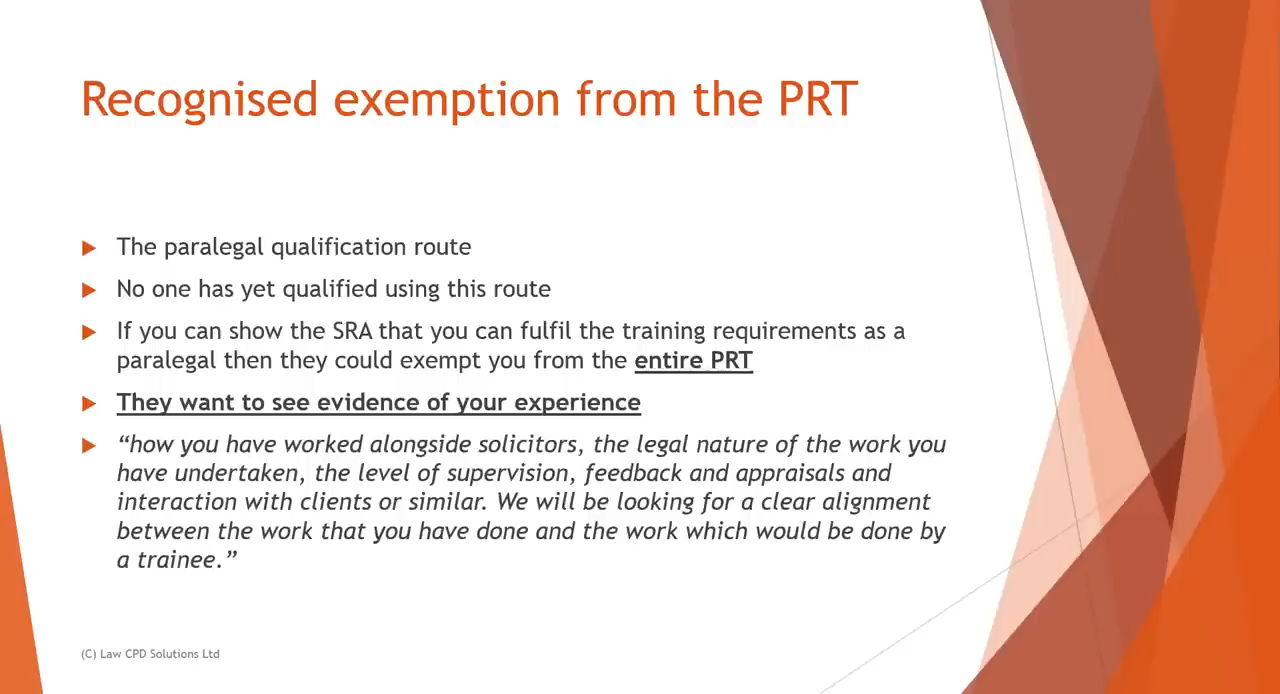 Recognised exemption from the PRT
The paralegal qualification route
No one has yet qualified using this route
If you can show the SRA that you can fulfil the training requirements as a
paralegal then they could exempt you from the entire PRT
They want to see evidence of your experience
“how you have worked alongside solicitors, the legal nature of the work you
have undertaken, the level of supervision, feedback and appraisals and
interaction with clients or similar. We will be looking for a clear alignment
between the work that you have done and the work which would be done by
a trainee.”
(C) Law CPD Solutions Ltd